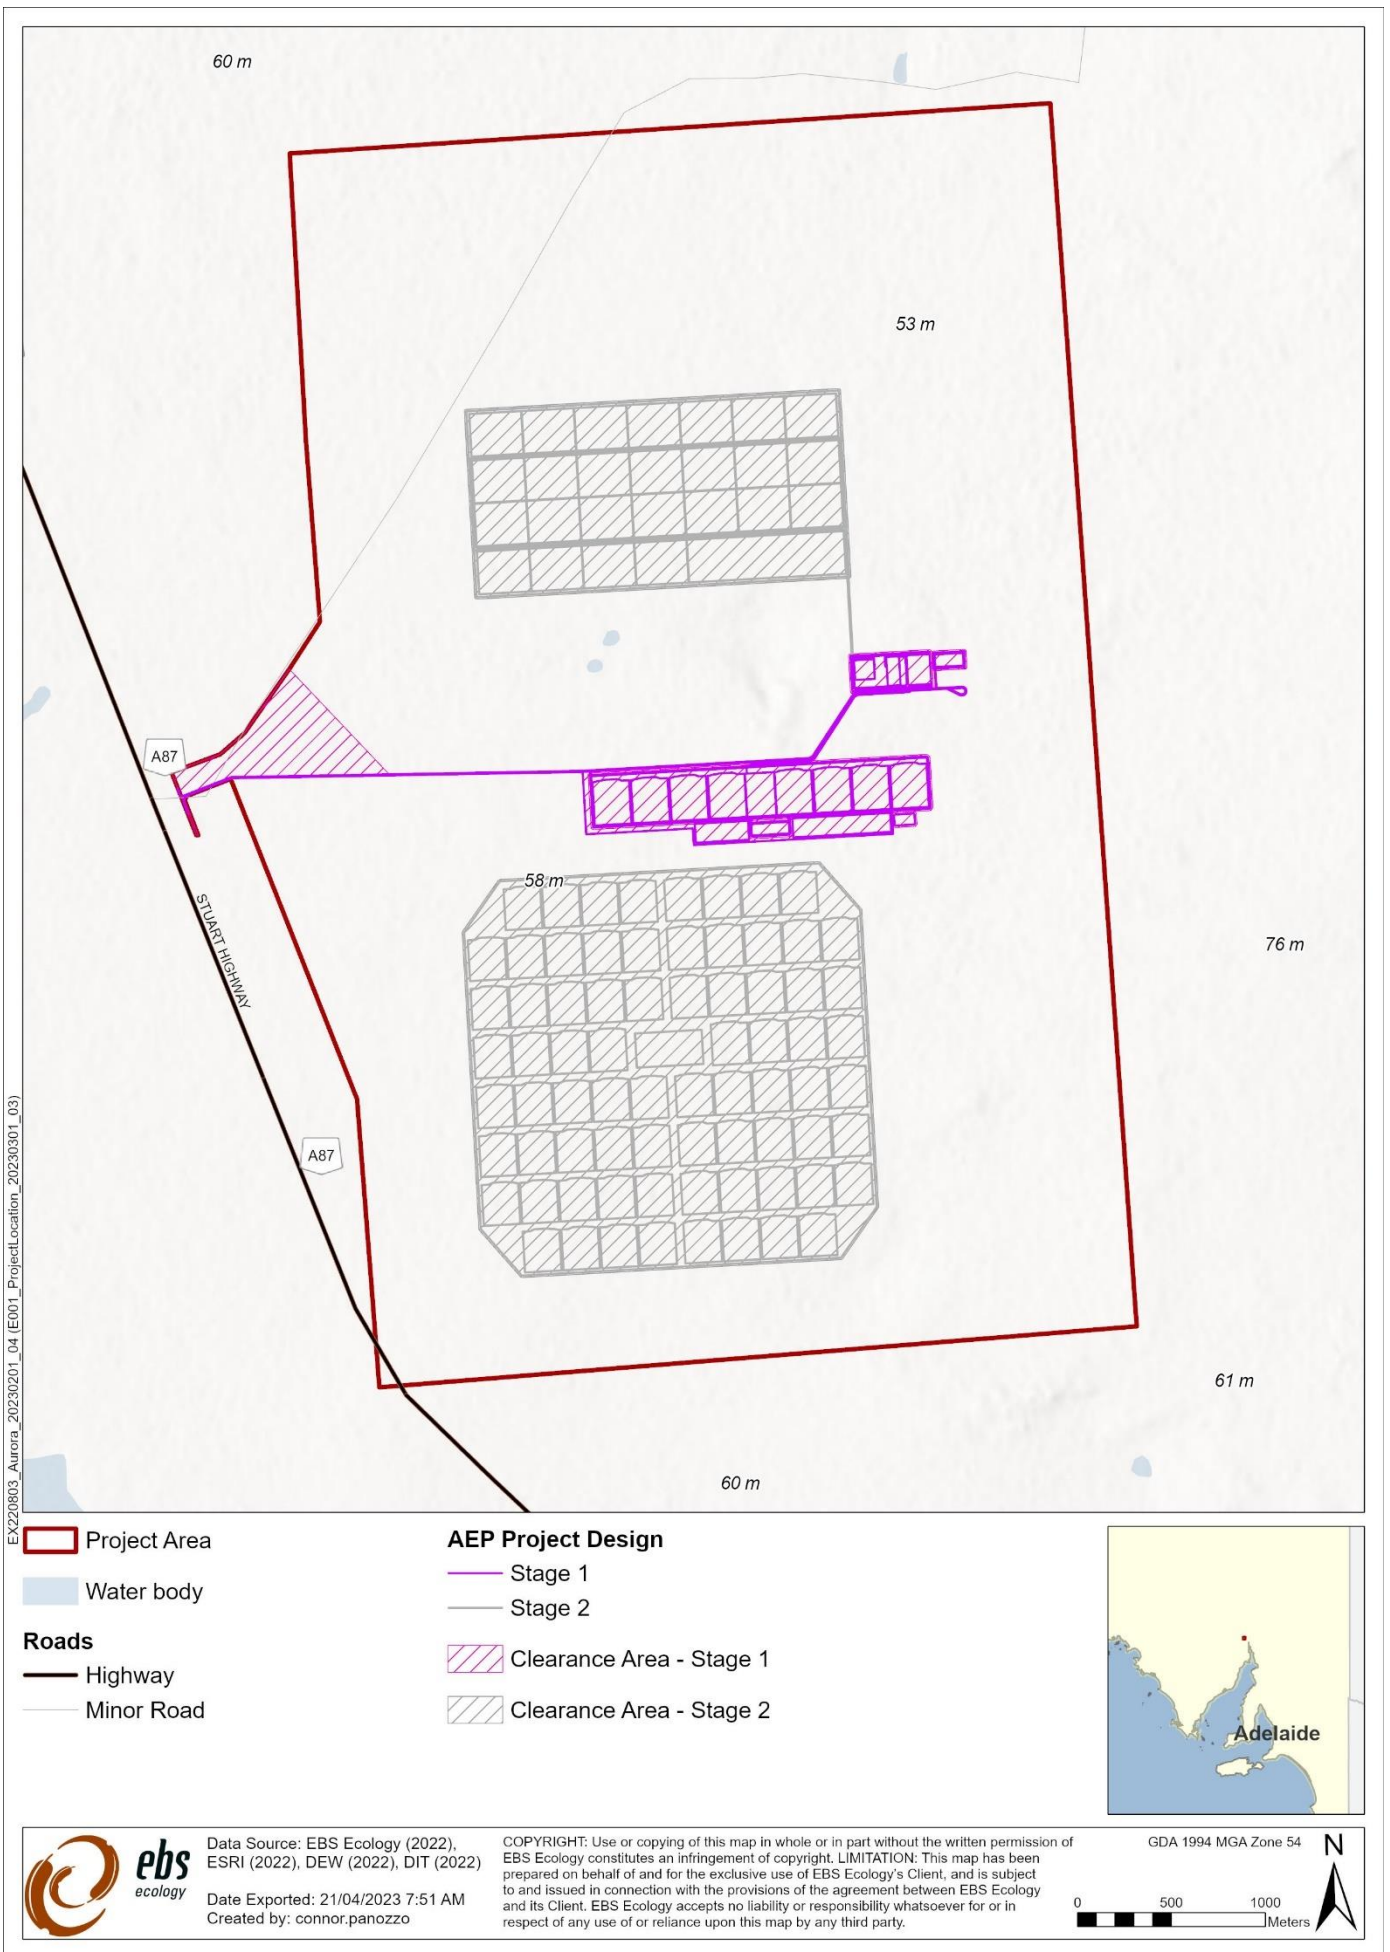 60 m
53 m
A87
STUART HIGHWAY
58 m
76 m
A87
61 m
60 m
EX220803_Aurora_20230201_04 (E001_ProjectLocation_20230301_03)
Project Area
Water body
Roads
Highway
Minor Road
AEP Project Design
Stage 1
Stage 2
Clearance Area - Stage 1
Clearance Area - Stage 2
Adelaide
ebs
ecology
Data Source: EBS Ecology (2022),
ESRI (2022), DEW (2022), DIT (2022)
Date Exported: 21/04/2023 7:51 AM
Created by: connor.panozzo
COPYRIGHT: Use or copying of this map in whole or in part without the written permission of
EBS Ecology constitutes an infringement of copyright. LIMITATION: This map has been
prepared on behalf of and for the exclusive use of EBS Ecology's Client, and is subject
to and issued in connection with the provisions of the agreement between EBS Ecology
and its Client. EBS Ecology accepts no liability or responsibility whatsoever for or in
respect of any use of or reliance upon this map by any third party.
GDA 1994 MGA Zone 54
N
0 500 1000
Meters